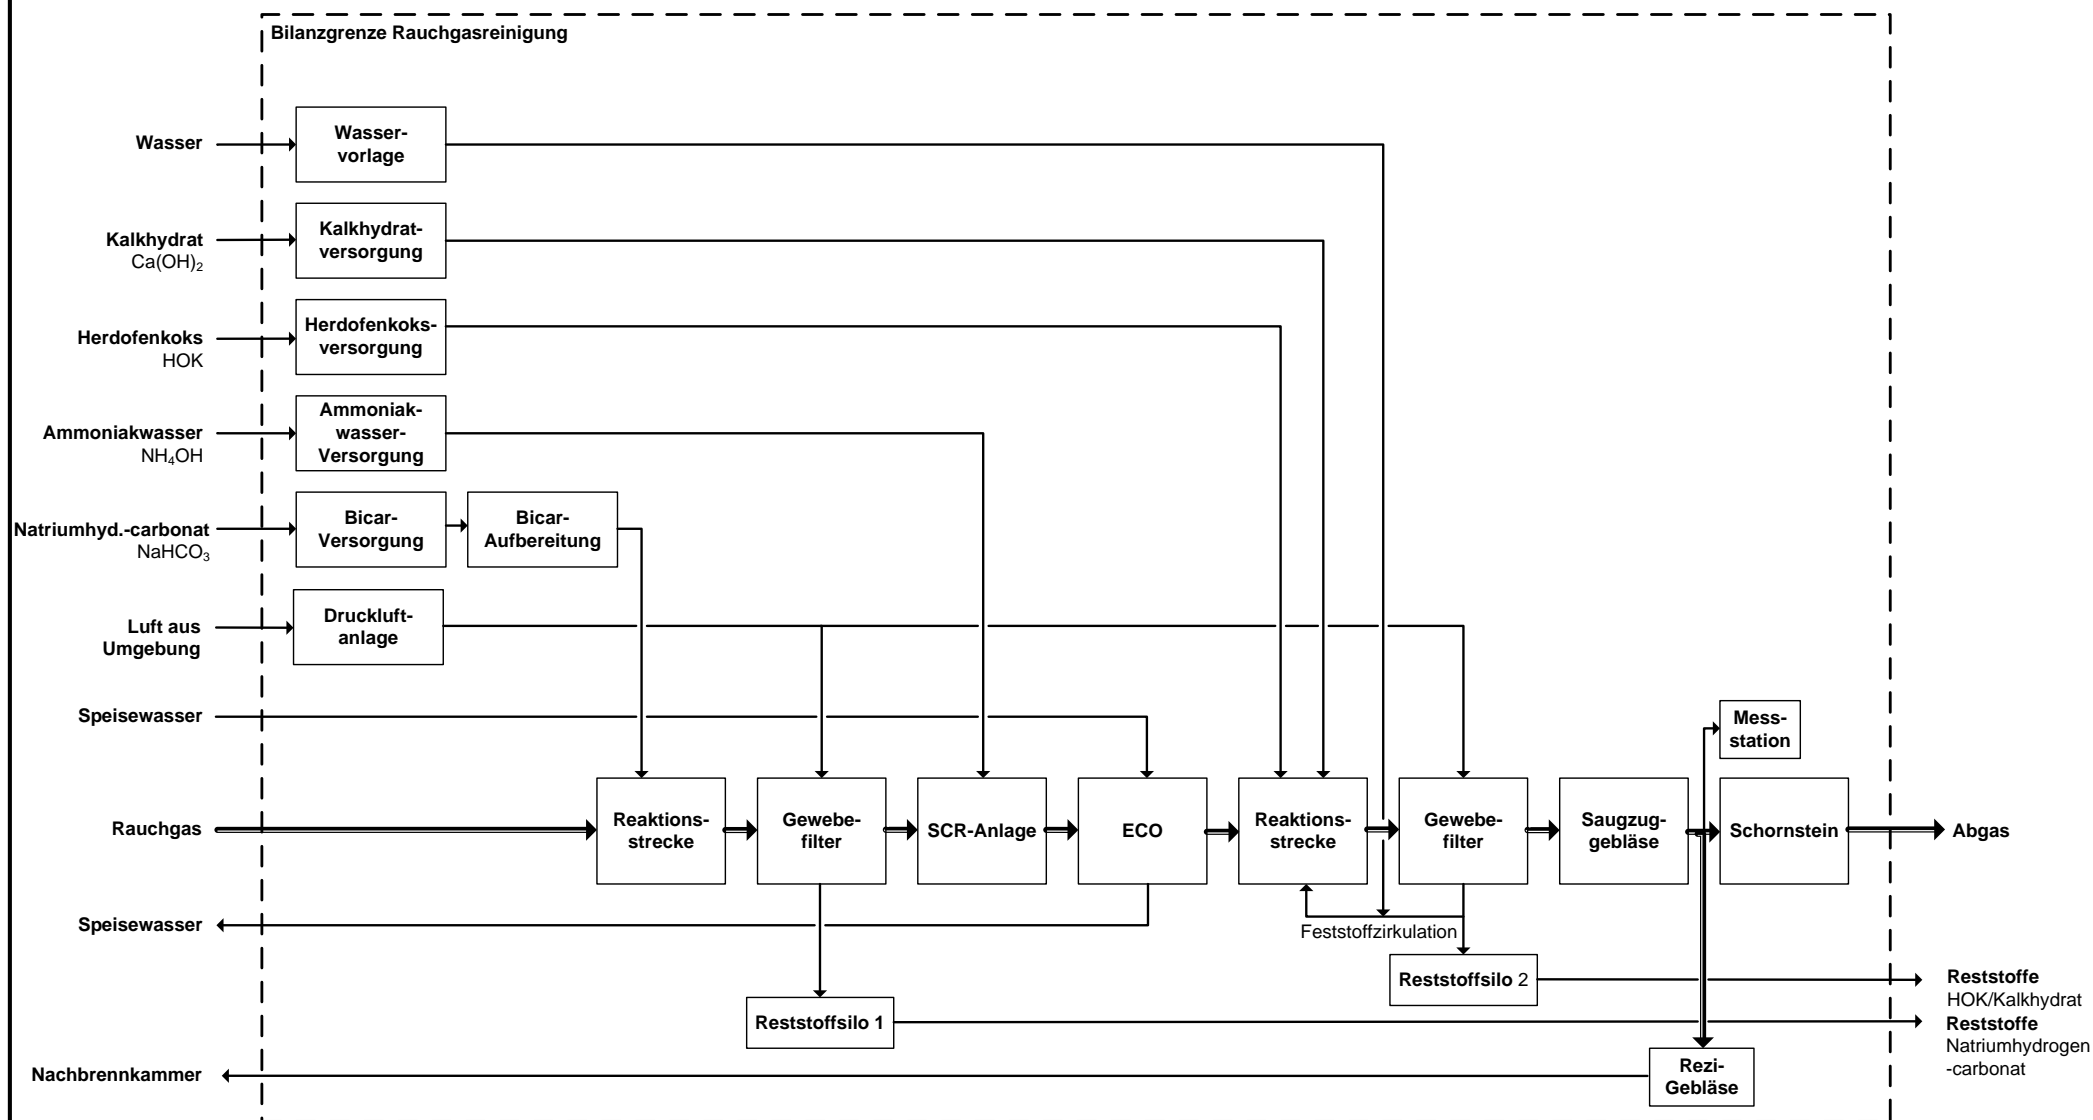 Bilanzgrenze Rauchgasreinigung
Wasser
Wasser-
vorlage
Kalkhydrat
Ca(OH)₂
Kalkhydrat-
versorgung
Herdofenkoks
HOK
Herdofenkoks-
versorgung
Ammoniakwasser
NH₄OH
Ammoniak-
wasser-
Versorgung
Natriumhyd.-carbonat
NaHCO₃
Bicar-
Versorgung
Bicar-
Aufbereitung
Luft aus
Umgebung
Druckluft-
anlage
Speisewasser
Mess-
station
Rauchgas
Reaktions-
strecke
Gewebe-
filter
SCR-Anlage
ECO
Reaktions-
strecke
Gewebe-
filter
Saugzug-
gebläse
Schornstein
Abgas
Speisewasser
Feststoffzirkulation
Reststoffsilo 2
Reststoffe
HOK/Kalkhydrat
Reststoffsilo 1
Reststoffe
Natriumhydrogen
-carbonat
Nachbrennkammer
Rezi-
Gebläse